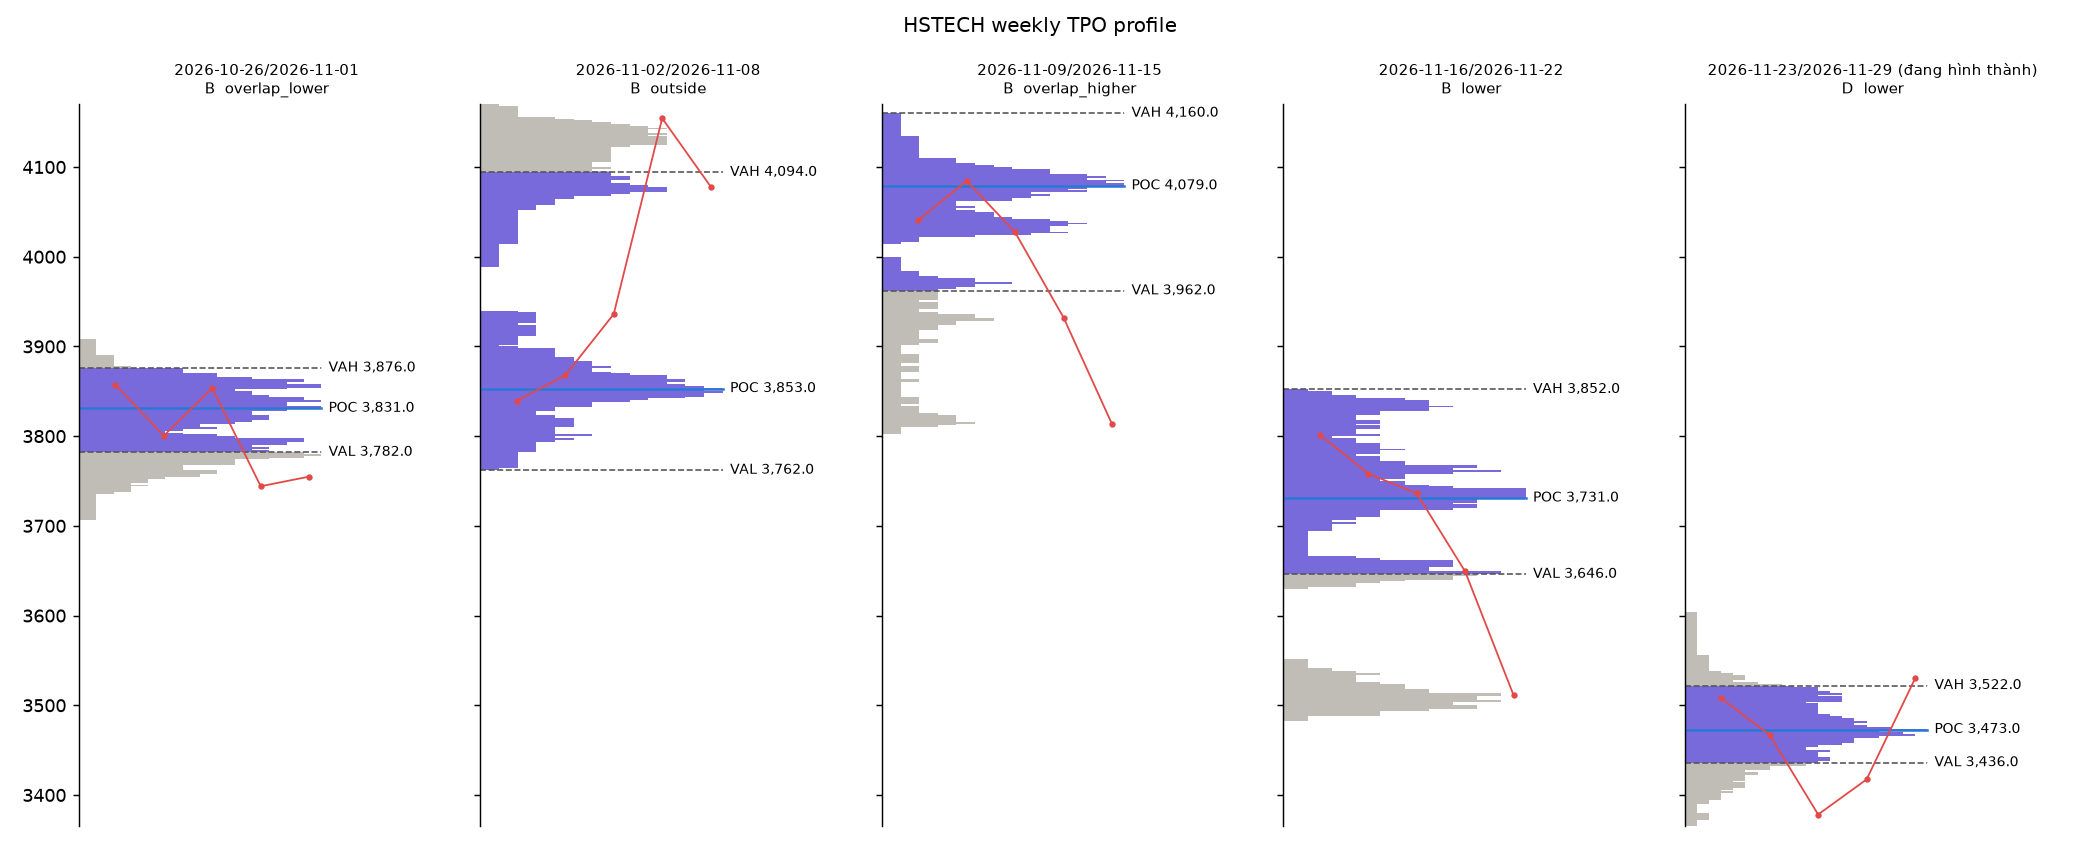 HSTECH weekly TPO profile
2026-10-26/2026-11-01
B  overlap_lower
2026-11-02/2026-11-08
B  outside
2026-11-09/2026-11-15
B  overlap_higher
2026-11-16/2026-11-22
B  lower
2026-11-23/2026-11-29 (đang hình thành)
D  lower
4100
4000
3900
3800
3700
3600
3500
3400
VAH 3,876.0
POC 3,831.0
VAL 3,782.0
VAH 4,094.0
POC 3,853.0
VAL 3,762.0
VAH 4,160.0
POC 4,079.0
VAL 3,962.0
VAH 3,852.0
POC 3,731.0
VAL 3,646.0
VAH 3,522.0
POC 3,473.0
VAL 3,436.0